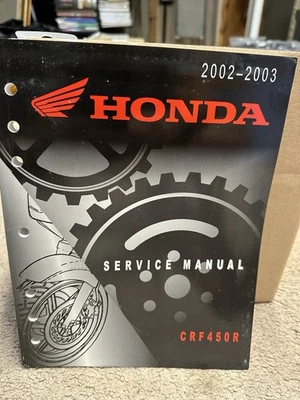 2002-2003
HONDA
SERVICE MANUAL
CRF450R